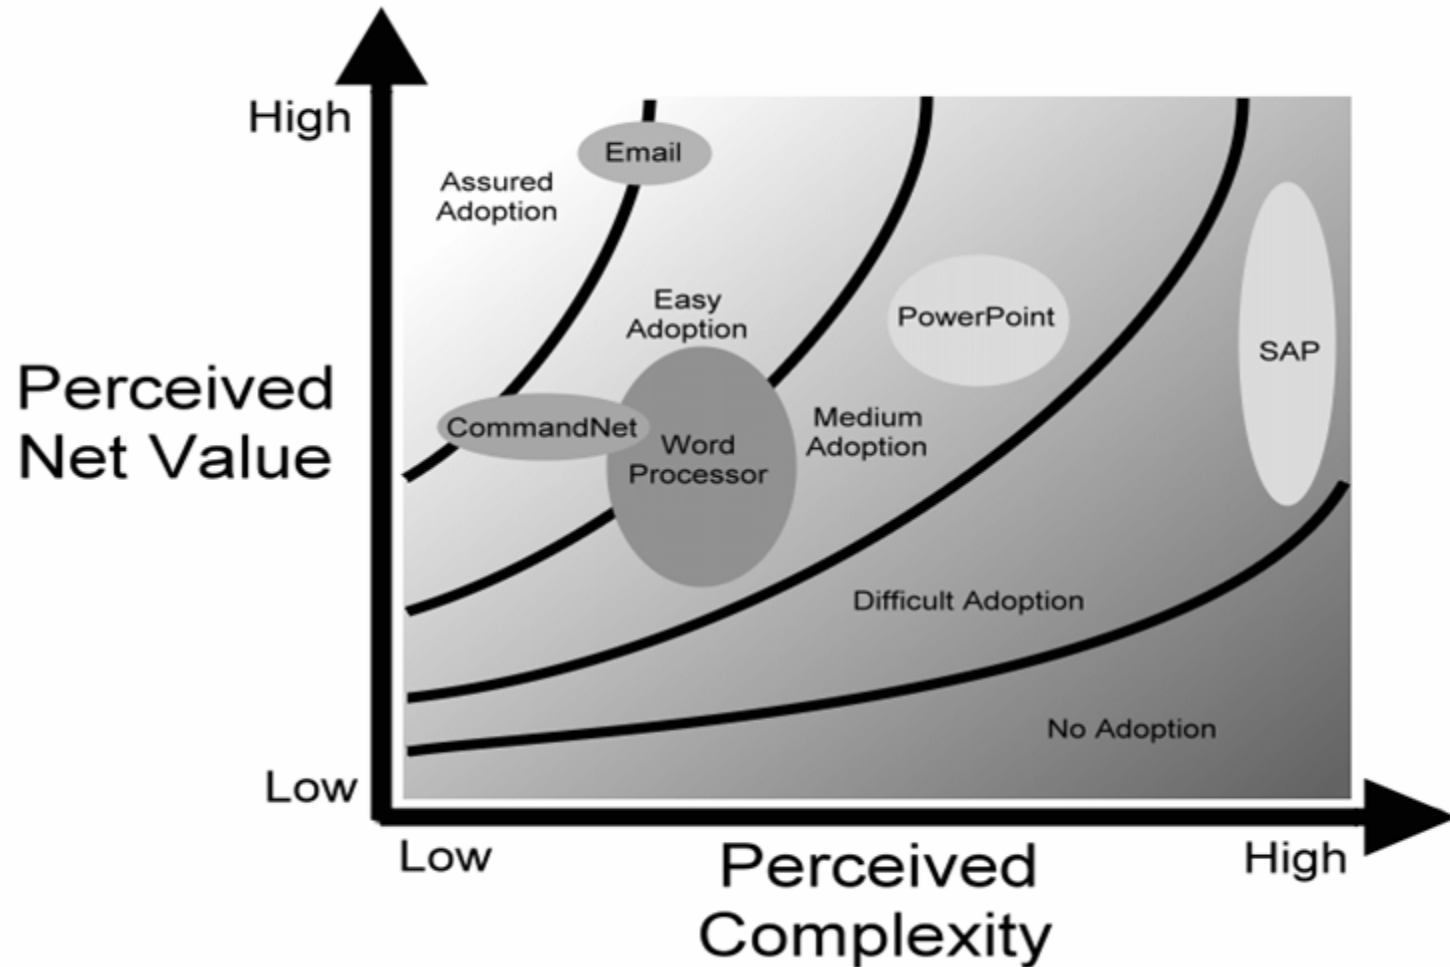 High
Email
Assured
Adoption
Easy
Adoption
PowerPoint
SAP
Perceived
Net Value
CommandNet
Word
Processor
Medium
Adoption
Difficult Adoption
No Adoption
Low
Low
Perceived
Complexity
High